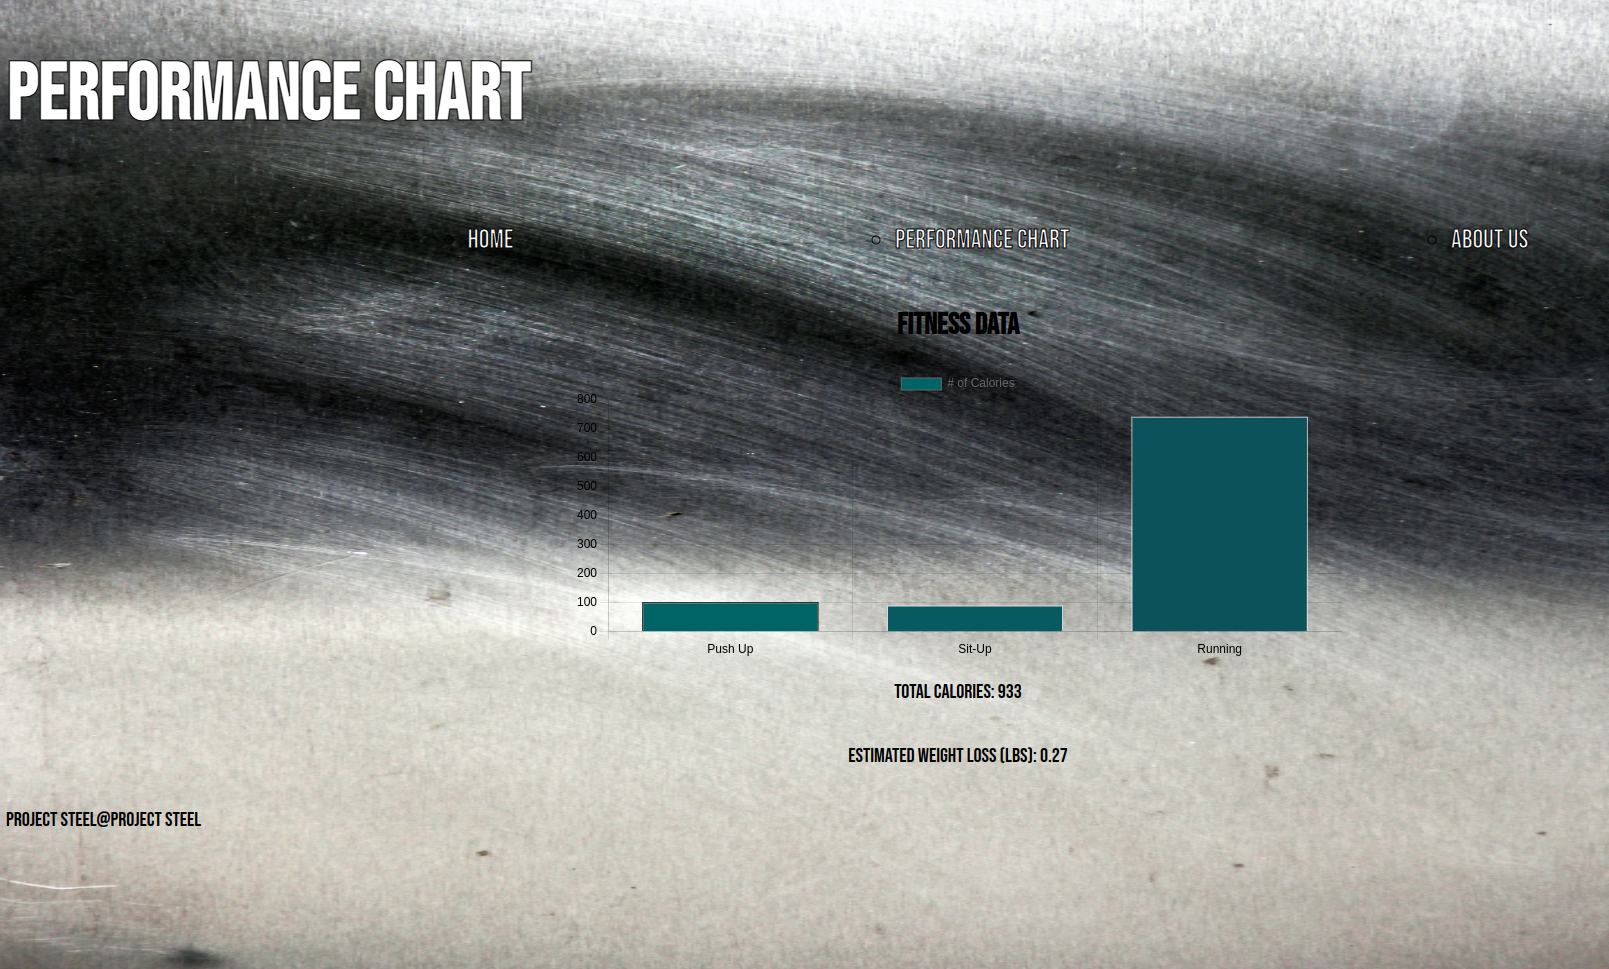 PERFORMANCE CHART
HOME
PERFORMANCE CHART
ABOUT US
FITNESS DATA
# of Calories
800
700
600
500
400
300
200
100
0
Push Up
Sit-Up
Running
TOTAL CALORIES: 933
ESTIMATED WEIGHT LOSS (LBS): 0.27
PROJECT STEEL@PROJECT STEEL